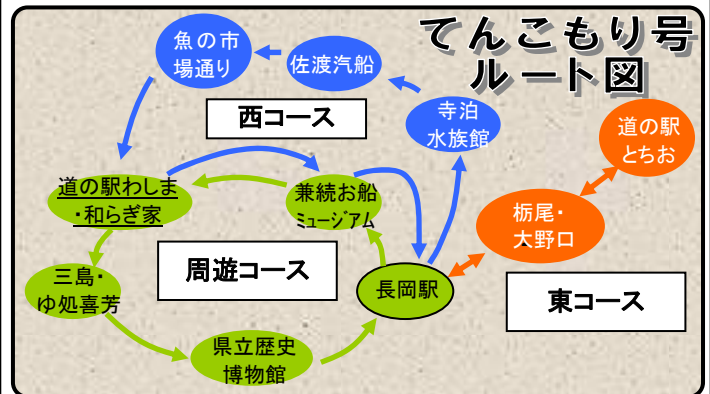 てんこもり号
ルート図
魚の市
場通り
佐渡汽船
寺泊
水族館
道の駅
とちお
西コース
道の駅わしま
・和らぎ家
兼続お船
ミュージアム
栃尾・
大野口
周遊コース
三島・
ゆ処喜芳
長岡駅
東コース
県立歴史
博物館